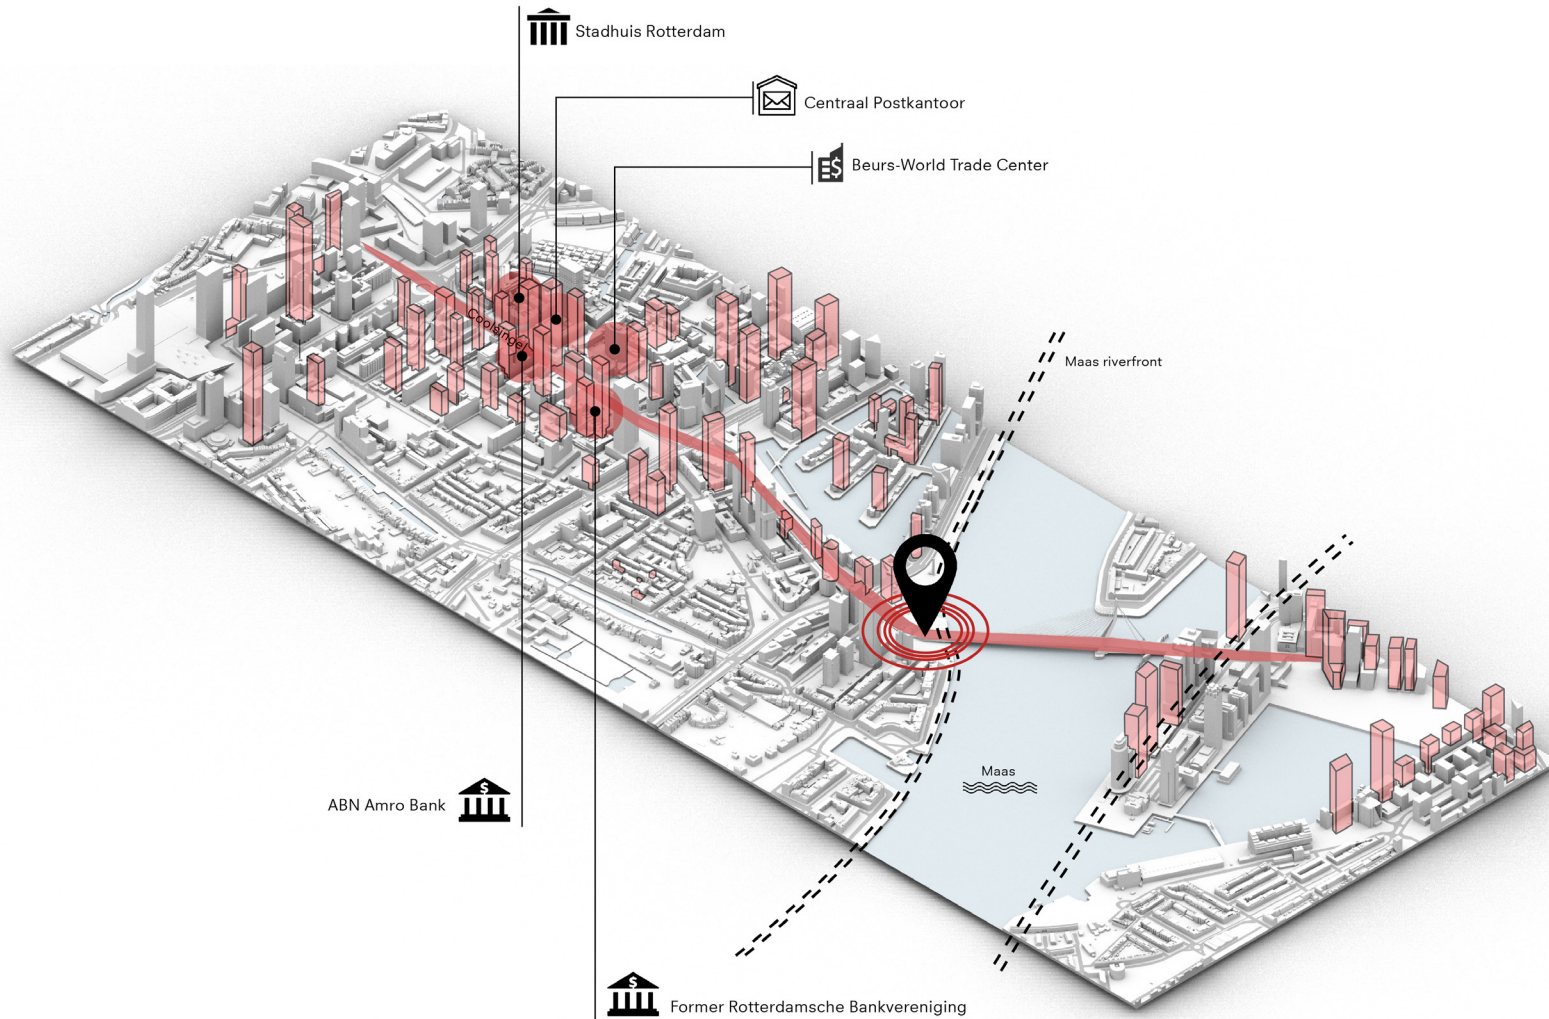 Stadhuis Rotterdam
Centraal Postkantoor
Beurs-World Trade Center
Coolsingel
Maas riverfront
Maas
ABN Amro Bank
Former Rotterdamsche Bankvereniging